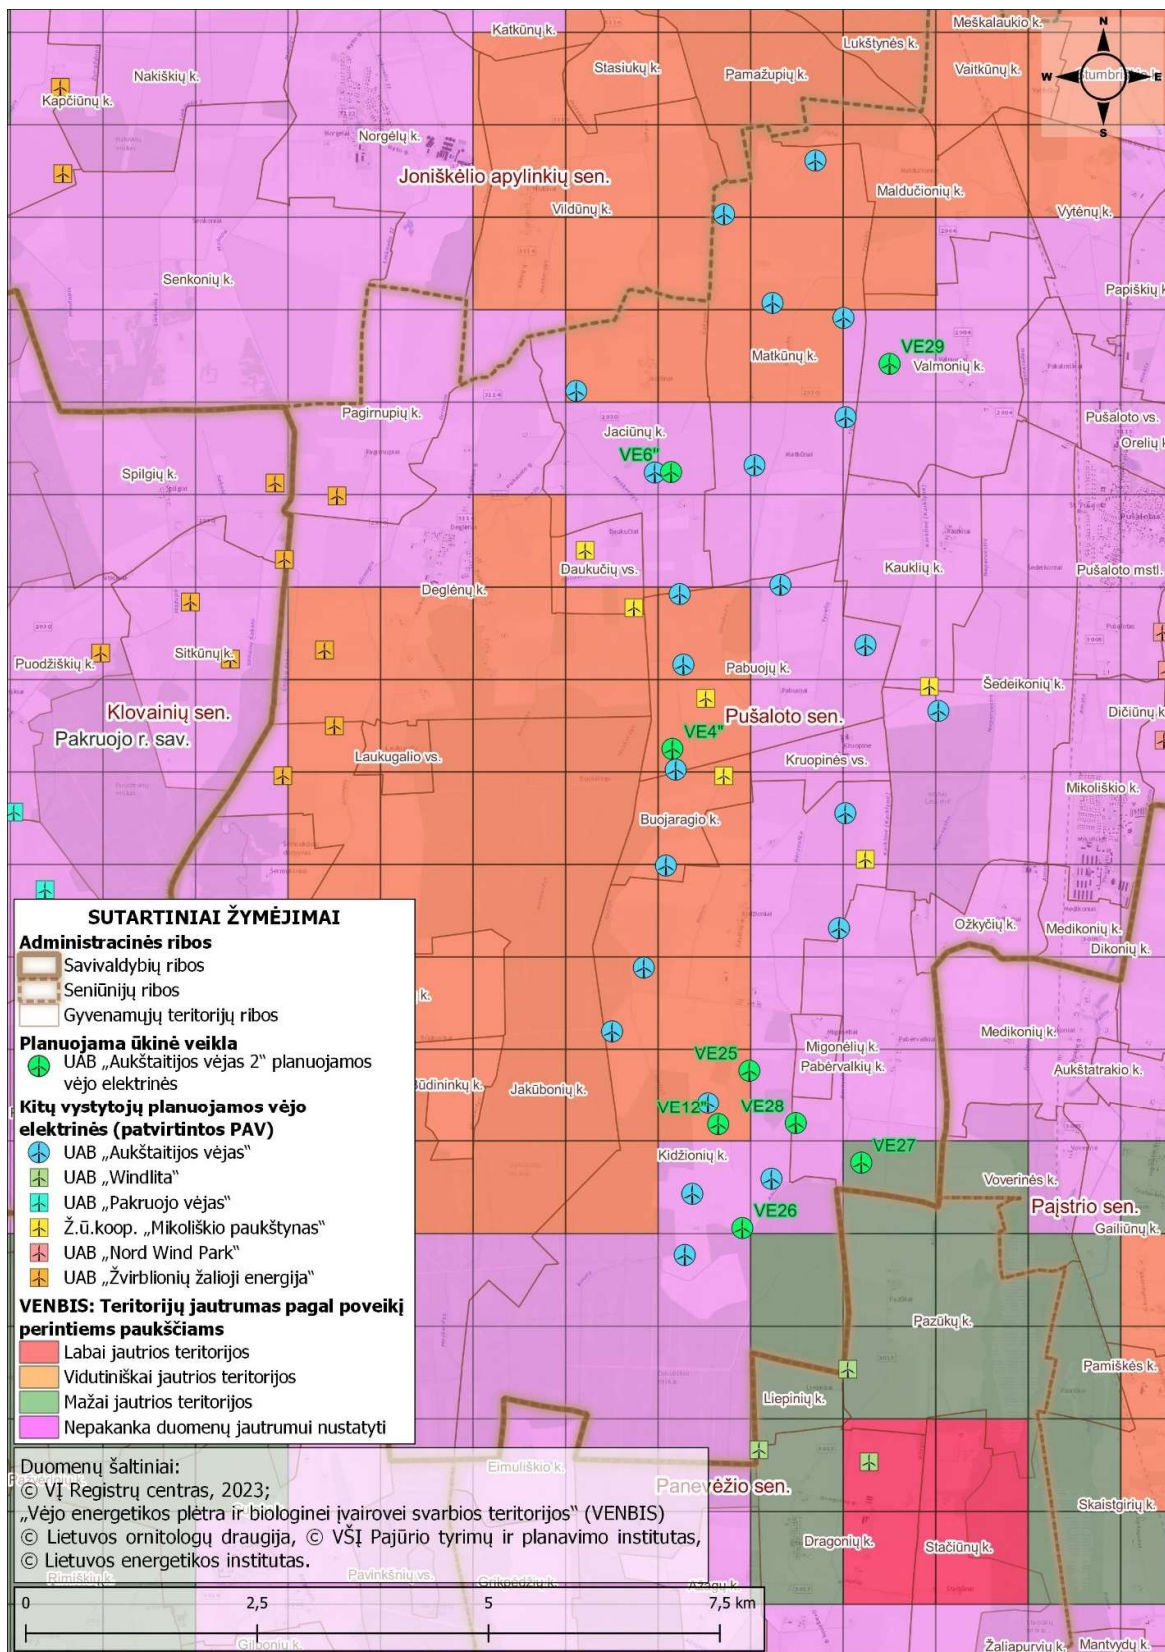 Katkūnų k.
Meškalaukio k.
Lukštynės k.
N
Nakiškių k.
Stasiukų k.
Pamažupių k.
Vaitkūnų k.
W
E
S
Kapčiūnų k.
Norgėlų k.
Joniškėlio apylinkių sen.
Maldučionių k.
Vildūnų k.
Vytėnų k.
Senkonių k.
Papiškių k
Matkūnų k.
VE29
Valmonių k.
Pagirnupių k.
Pušaloto vs.
Jaciūnų k.
Orelių k
VE6"
Spilgių k.
Daukučių vs.
Kauklių k.
Pušaloto mstl.
Deglėnų k.
Puodžiškių k.
Sitkūnų k.
Pabuojų k.
Šedeikonių k.
Klovainių sen.
Pušaloto sen.
Dičiūnų k
Pakruojo r. sav.
VE4"
Laukugalio vs.
Kruopinės vs.
Mikoliškio k.
Buojaragio k.
Ožkyčių k.
Medikonių k.
Dikonių k.
Medikonių k.
Migonėlių k.
VE25
Pabėrvalkių k.
Aukštatrakio k.
Būdininkų k.
Jakūbonių k.
VE12"
VE28
Kidžionių k.
VE27
Voverinės k.
Paįstrio sen.
VE26
Gailiūnų k.
Pazūkų k.
Pamiškės k.
Liepinių k.
Eimuliškio k.
Panevėžio sen.
Skaistgirių k.
Dragonių k.
Stačiūnų k.
Pavinkšnių vs.
Ažagų k.
Žaliapurvių k.
Mantvydų k.
SUTARTINIAI ŽYMĖJIMAI
Administracinės ribos
Savivaldybių ribos
Seniūnijų ribos
Gyvenamųjų teritorijų ribos
Planuojama ūkinė veikla
UAB „Aukštaitijos vėjas 2“ planuojamos
vėjo elektrinės
Kitų vystytojų planuojamos vėjo
elektrinės (patvirtintos PAV)
UAB „Aukštaitijos vėjas“
UAB „Windlita“
UAB „Pakruojo vėjas“
Ž.ū.koop. „Mikoliškio paukštynas“
UAB „Nord Wind Park“
UAB „Žvirblionių žalioji energija“
VENBIS: Teritorijų jautrumas pagal poveikį
perintiems paukščiams
Labai jautrios teritorijos
Vidutiniškai jautrios teritorijos
Mažai jautrios teritorijos
Nepakanka duomenų jautrumui nustatyti
Duomenų šaltiniai:
© VĮ Registrų centras, 2023;
„Vėjo energetikos plėtra ir biologinei įvairovei svarbios teritorijos“ (VENBIS)
© Lietuvos ornitologų draugija, © VŠĮ Pajūrio tyrimų ir planavimo institutas,
© Lietuvos energetikos institutas.
0 2,5 5 7,5 km